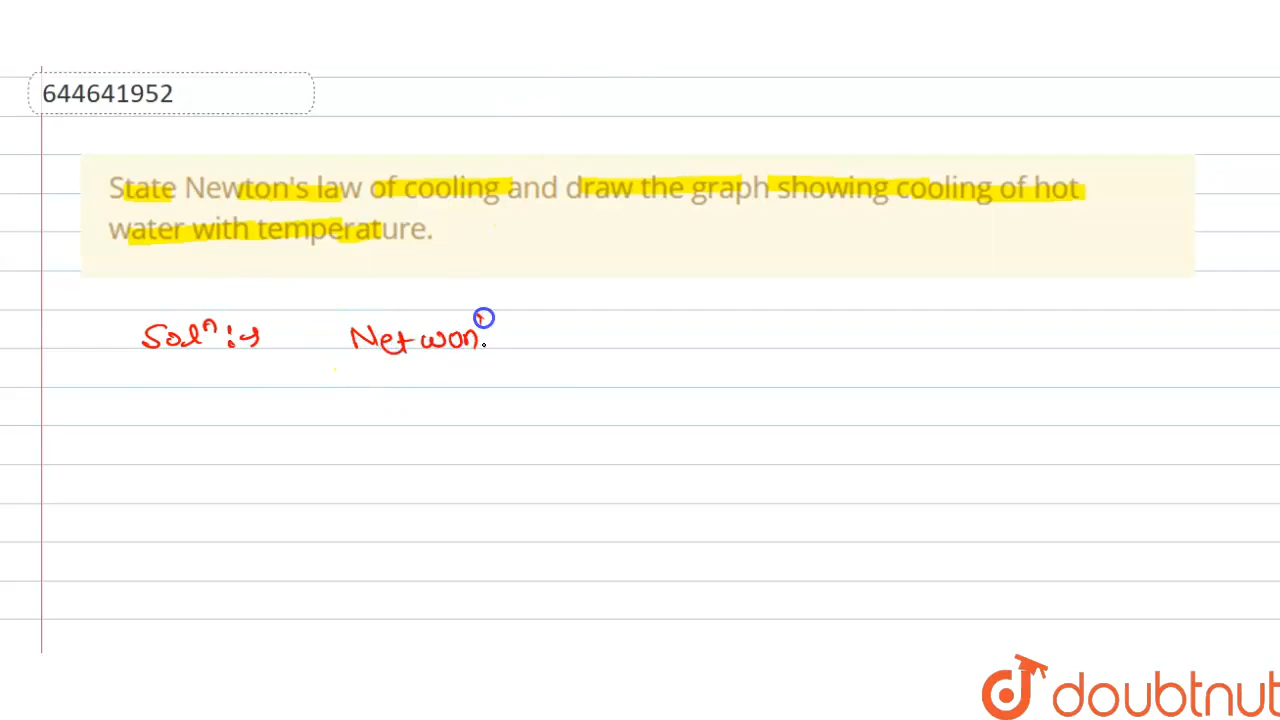 644641952
State Newton's law of cooling and draw the graph showing cooling of hot
water with temperature.
Solⁿ:→ Netwon'
doubtnut